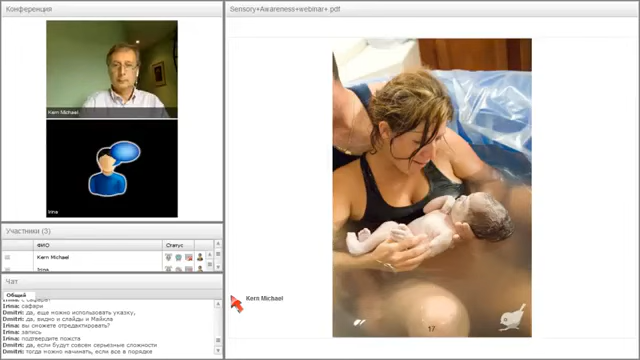 Конференция
Kern Michael
Irina
Участники (3)
ФИО
Статус
Kern Michael
Irina
Чат
Общий
Irina: сафари
Dmitri: да, еще можно использовать указку,
Dmitri: да, видно и слайды и Майкла
Irina: вы сможете отредактировать?
Irina: запись
Irina: подтвердите пожста
Dmitri: да, если будут совсем серьезные сложности
Dmitri: тогда можно начинать, если все в порядке
Sensory+Awareness+webinar+.pdf
Kern Michael
17